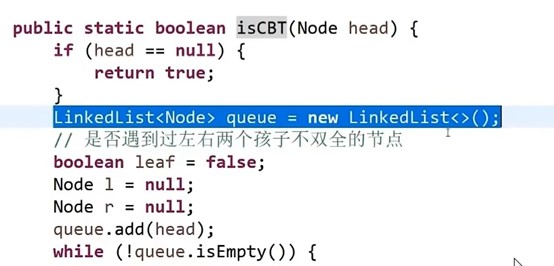 public static boolean isCBT(Node head) {
if (head == null) {
return true;
}
LinkedList<Node> queue = new LinkedList<>();
// 是否遇到过左右两个孩子不双全的节点
boolean leaf = false;
Node l = null;
Node r = null;
queue.add(head);
while (!queue.isEmpty()) {